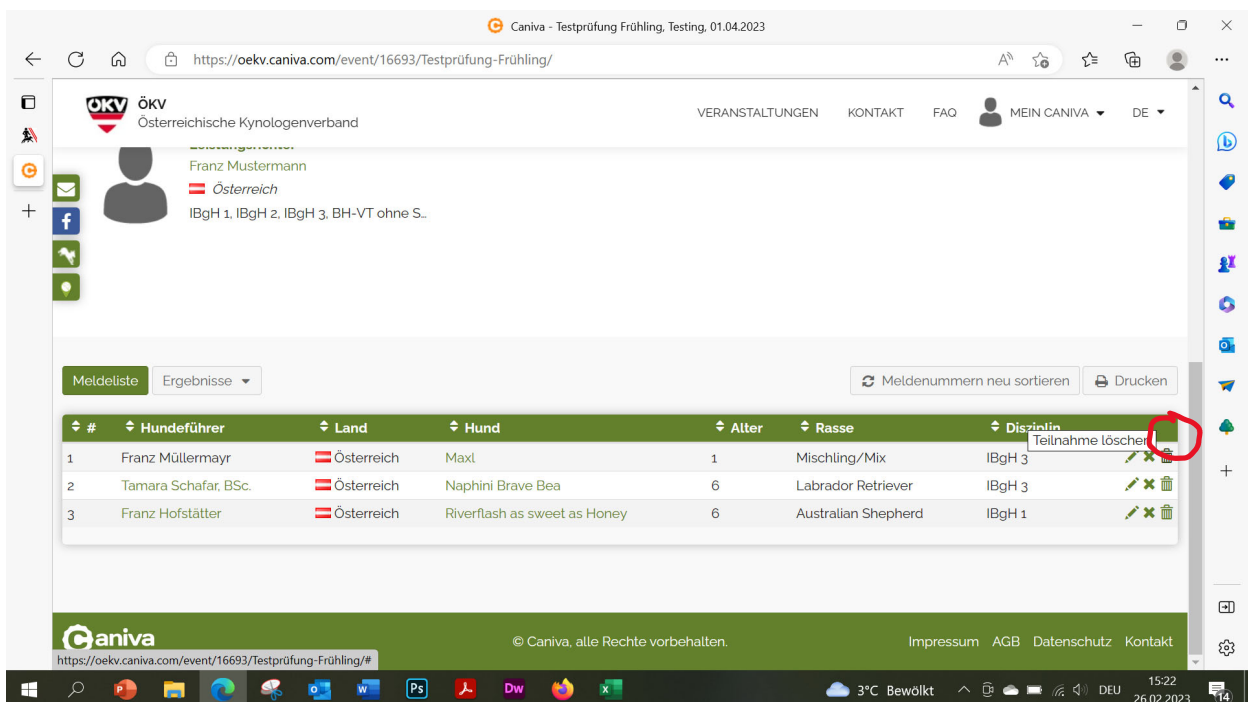 Caniva - Testprüfung Frühling, Testing, 01.04.2023
https://oekv.caniva.com/event/16693/Testprüfung-Frühling/
ÖKV
ÖKV
Österreichische Kynologenverband
VERANSTALTUNGEN KONTAKT FAQ MEIN CANIVA DE
Franz Mustermann
Österreich
IBgH 1, IBgH 2, IBgH 3, BH-VT ohne S...
Meldeliste Ergebnisse Meldenummern neu sortieren Drucken
# Hundeführer Land Hund Alter Rasse Disziplin
Teilnahme löschen
1 Franz Müllermayr Österreich Maxl 1 Mischling/Mix IBgH 3
2 Tamara Schafar, BSc. Österreich Naphini Brave Bea 6 Labrador Retriever IBgH 3
3 Franz Hofstätter Österreich Riverflash as sweet as Honey 6 Australian Shepherd IBgH 1
Caniva © Caniva, alle Rechte vorbehalten. Impressum AGB Datenschutz Kontakt
https://oekv.caniva.com/event/16693/Testprüfung-Frühling/#
3°C Bewölkt DEU 15:22
26.02.2023
14